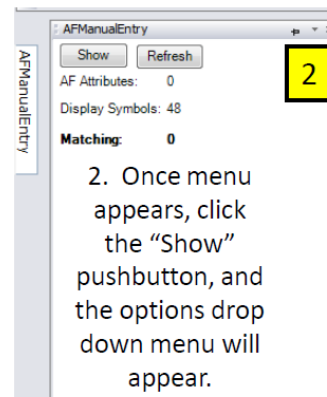 AFManualEntry
AFManualEntry
Show Refresh
2
AF Attributes: 0
Display Symbols: 48
Matching: 0
2. Once menu
appears, click
the “Show”
pushbutton, and
the options drop
down menu will
appear.